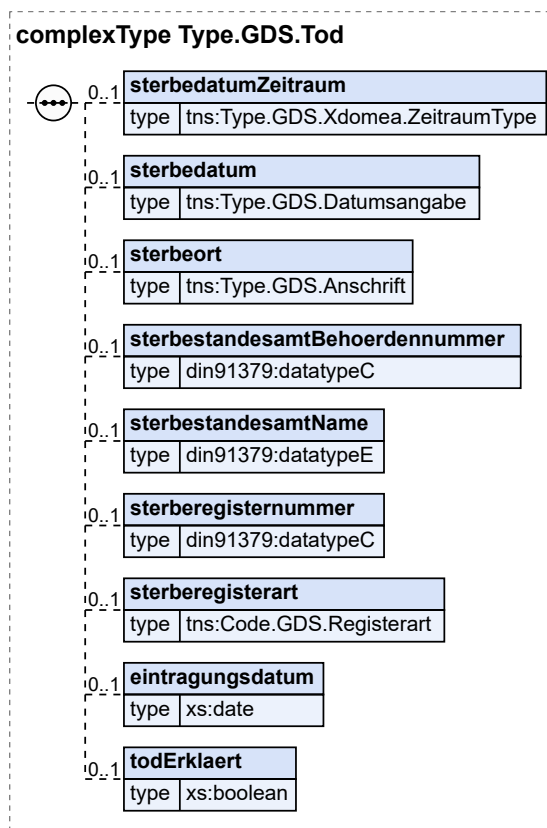 complexType Type.GDS.Tod
0..1
sterbedatumZeitraum
type tns:Type.GDS.Xdomea.ZeitraumType
0..1
sterbedatum
type tns:Type.GDS.Datumsangabe
0..1
sterbeort
type tns:Type.GDS.Anschrift
0..1
sterbestandesamtBehoerdennummer
type din91379:datatypeC
0..1
sterbestandesamtName
type din91379:datatypeE
0..1
sterberegisternummer
type din91379:datatypeC
0..1
sterberegisterart
type tns:Code.GDS.Registerart
0..1
eintragungsdatum
type xs:date
0..1
todErklaert
type xs:boolean